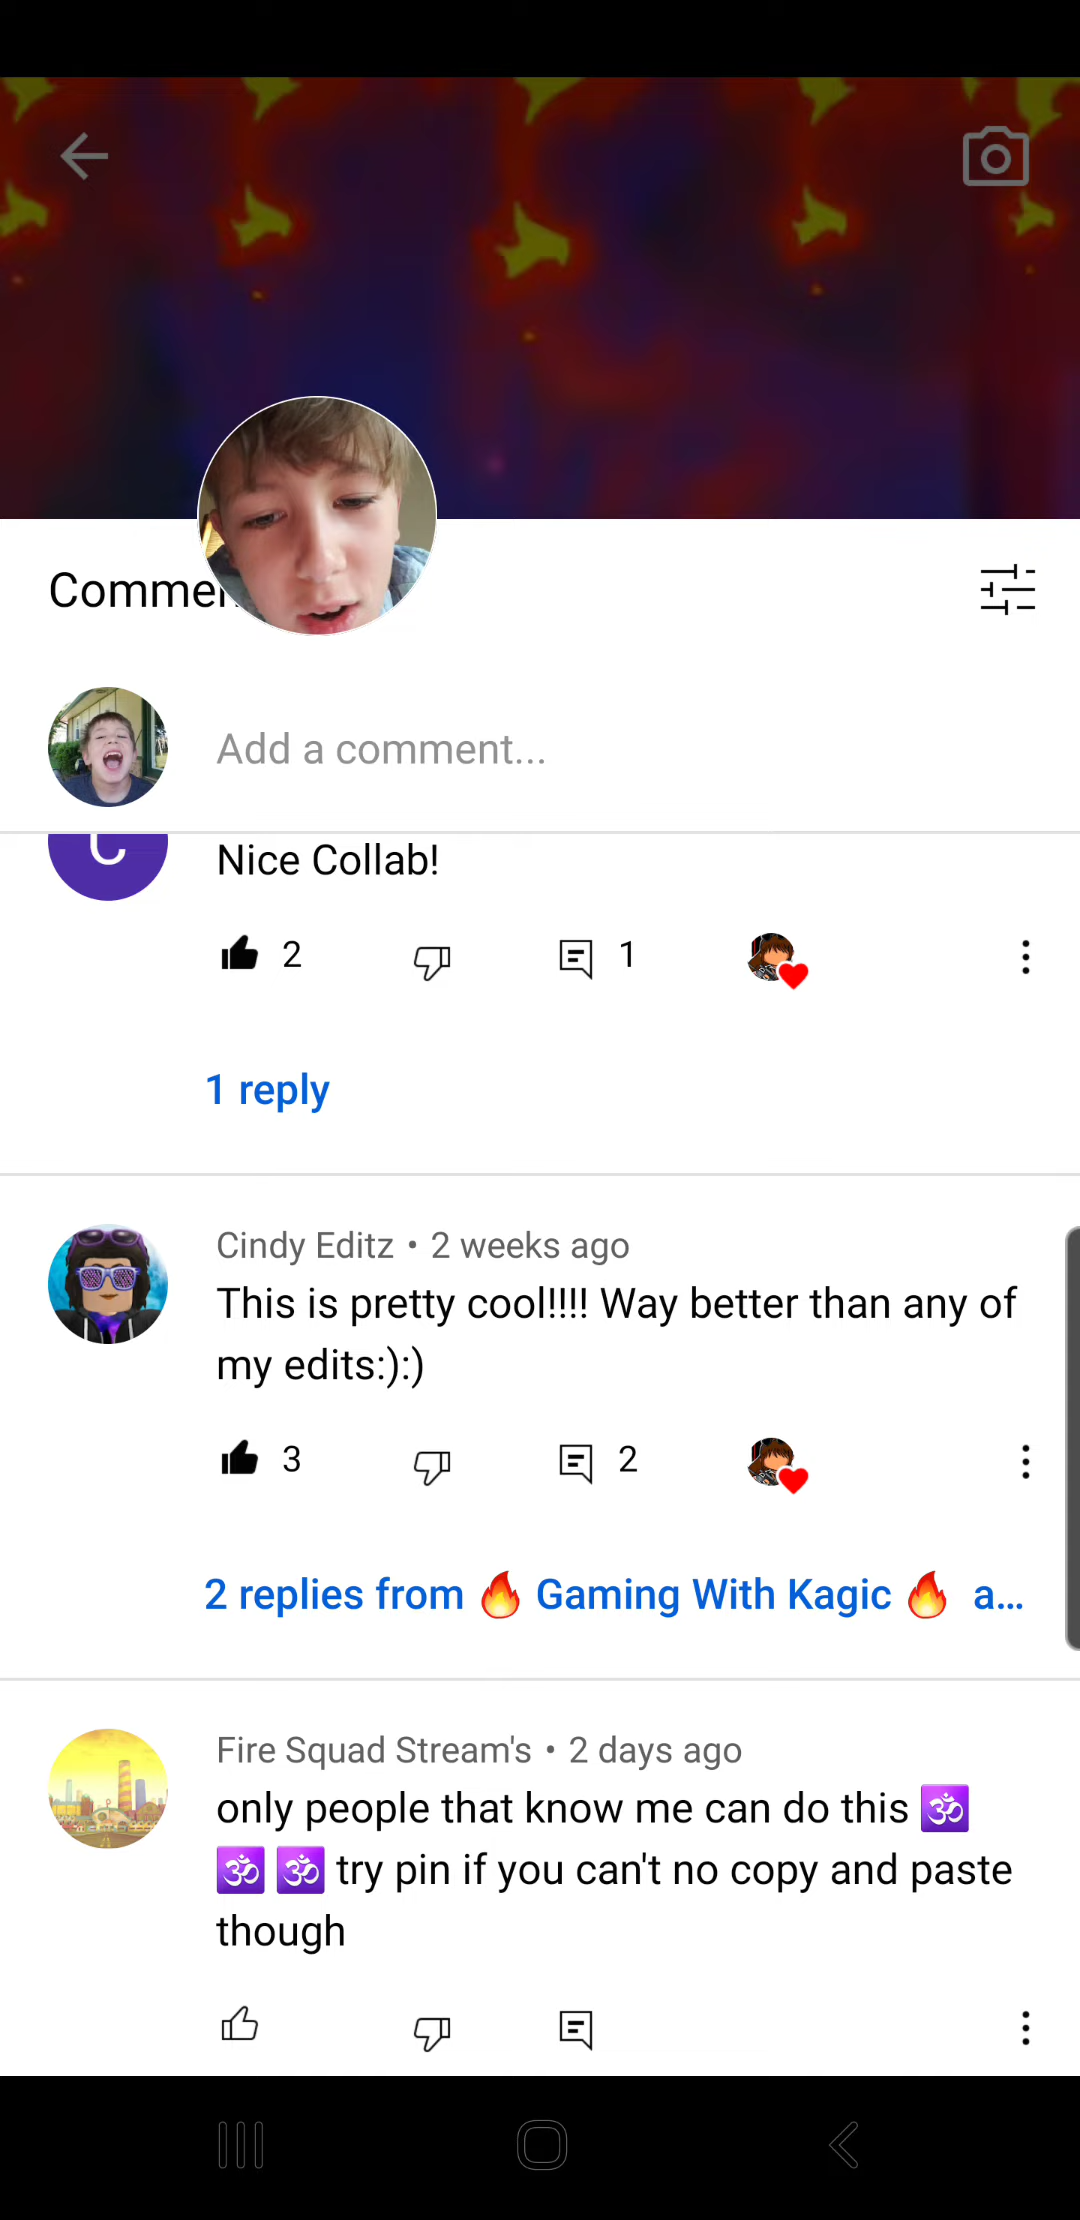 Comme
Add a comment...
Nice Collab!
2 1
1 reply
Cindy Editz • 2 weeks ago
This is pretty cool!!!! Way better than any of
my edits:):)
3 2
2 replies from 🔥 Gaming With Kagic 🔥 a...
Fire Squad Stream's • 2 days ago
only people that know me can do this 🕉
🕉 🕉 try pin if you can't no copy and paste
though